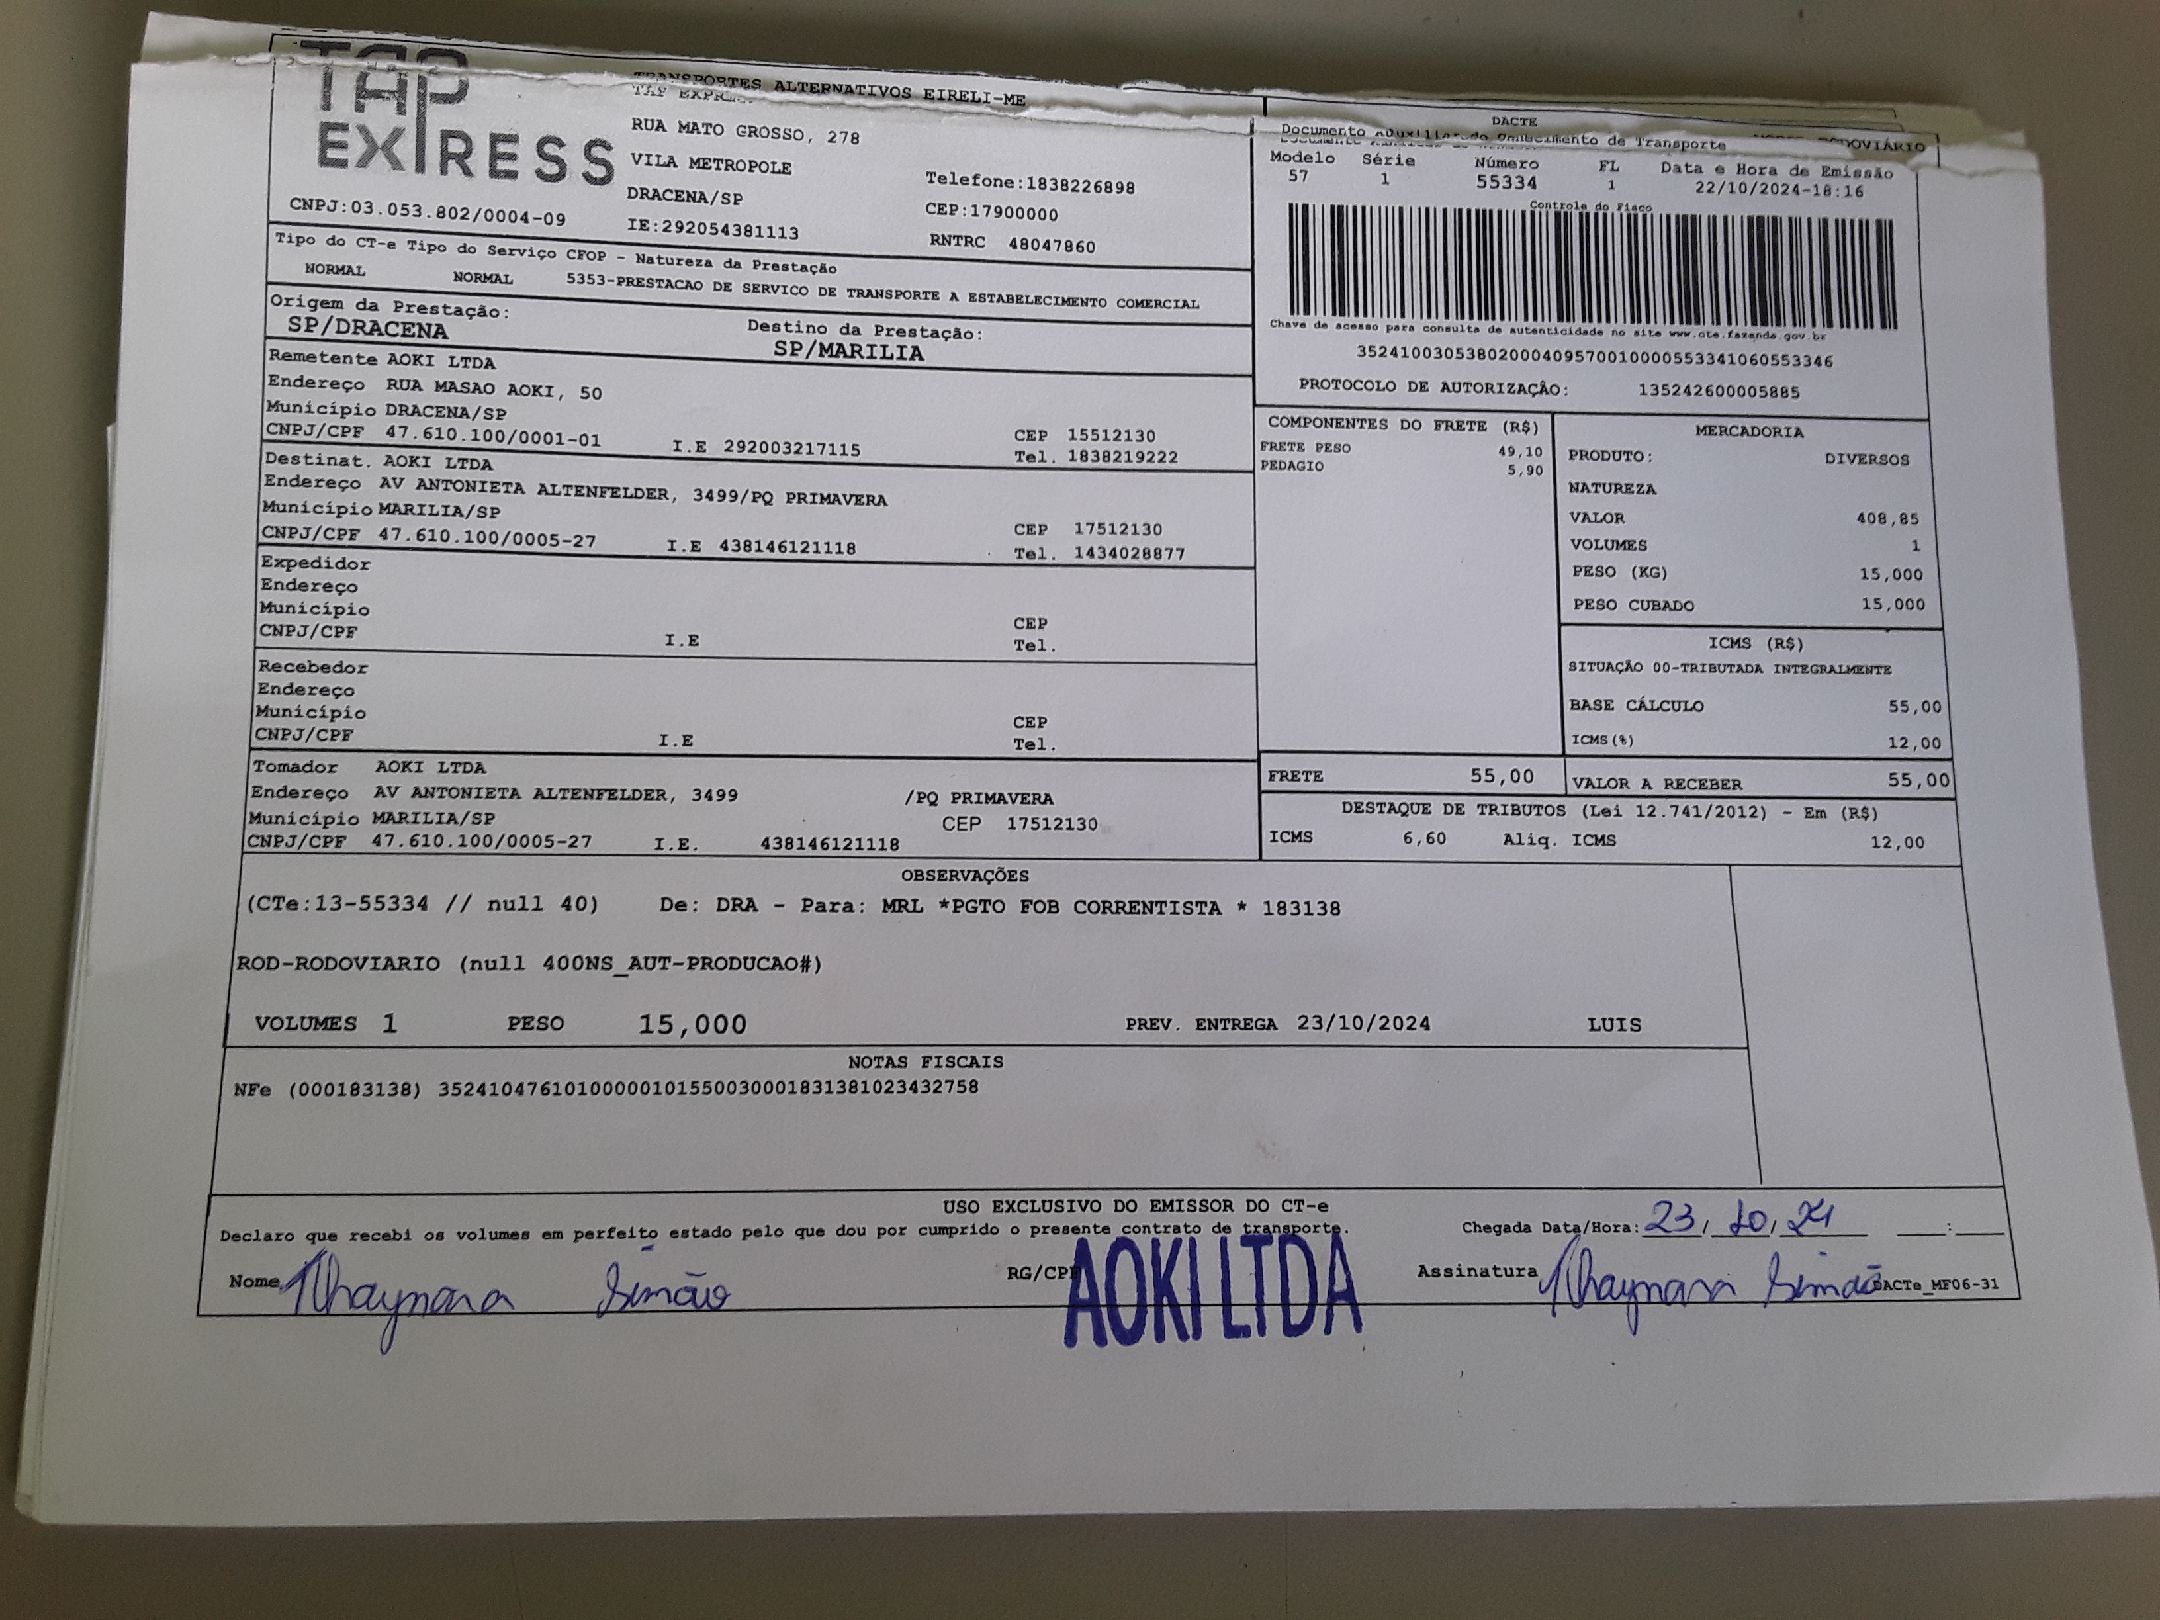 TAP
EXPRESS
TRANSPORTES ALTERNATIVOS EIRELI-ME
RUA MATO GROSSO, 278
VILA METROPOLE
DRACENA/SP
IE:292054381113
Telefone:1838226898
CEP:17900000
RNTRC 48047860
CNPJ:03.053.802/0004-09
DACTE
Documento Auxiliar do Conhecimento de Transporte
Modelo Série Número FL Data e Hora de Emissão
57 1 55334 1 22/10/2024-18:16
Controle do Fisco
Tipo do CT-e Tipo do Serviço CFOP - Natureza da Prestação
NORMAL NORMAL 5353-PRESTACAO DE SERVICO DE TRANSPORTE A ESTABELECIMENTO COMERCIAL
Origem da Prestação: Destino da Prestação:
SP/DRACENA SP/MARILIA
Chave de acesso para consulta de autenticidade no site www.cte.fazenda.gov.br
35241003053802000409570010000553341060553346
PROTOCOLO DE AUTORIZAÇÂO: 135242600005885
Remetente AOKI LTDA
Endereço RUA MASAO AOKI, 50
Município DRACENA/SP
CNPJ/CPF 47.610.100/0001-01 I.E 292003217115
CEP 15512130
Tel. 1838219222
Destinat. AOKI LTDA
Endereço AV ANTONIETA ALTENFELDER, 3499/PQ PRIMAVERA
Município MARILIA/SP
CNPJ/CPF 47.610.100/0005-27 I.E 438146121118
CEP 17512130
Tel. 1434028877
Expedidor
Endereço
Município
CNPJ/CPF I.E
CEP
Tel.
Recebedor
Endereço
Município
CNPJ/CPF I.E
CEP
Tel.
Tomador AOKI LTDA
Endereço AV ANTONIETA ALTENFELDER, 3499 /PQ PRIMAVERA
Município MARILIA/SP CEP 17512130
CNPJ/CPF 47.610.100/0005-27 I.E. 438146121118
COMPONENTES DO FRETE (R$)
FRETE PESO 49,10
PEDAGIO 5,90
MERCADORIA
PRODUTO: DIVERSOS
NATUREZA
VALOR 408,85
VOLUMES 1
PESO (KG) 15,000
PESO CUBADO 15,000
ICMS (R$)
SITUAÇÃO 00-TRIBUTADA INTEGRALMENTE
BASE CÁLCULO 55,00
ICMS(%) 12,00
FRETE 55,00 VALOR A RECEBER 55,00
DESTAQUE DE TRIBUTOS (Lei 12.741/2012) - Em (R$)
ICMS 6,60 Aliq. ICMS 12,00
OBSERVAÇÕES
(CTe:13-55334 // null 40) De: DRA - Para: MRL *PGTO FOB CORRENTISTA * 183138
ROD-RODOVIARIO (null 400NS_AUT-PRODUCAO#)
VOLUMES 1 PESO 15,000 PREV. ENTREGA 23/10/2024 LUIS
NOTAS FISCAIS
NFe (000183138) 35241047610100000101550030001831381023432758
USO EXCLUSIVO DO EMISSOR DO CT-e
Declaro que recebi os volumes em perfeito estado pelo que dou por cumprido o presente contrato de transporte.
Chegada Data/Hora: 23/10/24 :
Nome Thaynara Simão RG/CPF AOKI LTDA Assinatura Thaynara Simão DACTe_MF06-31